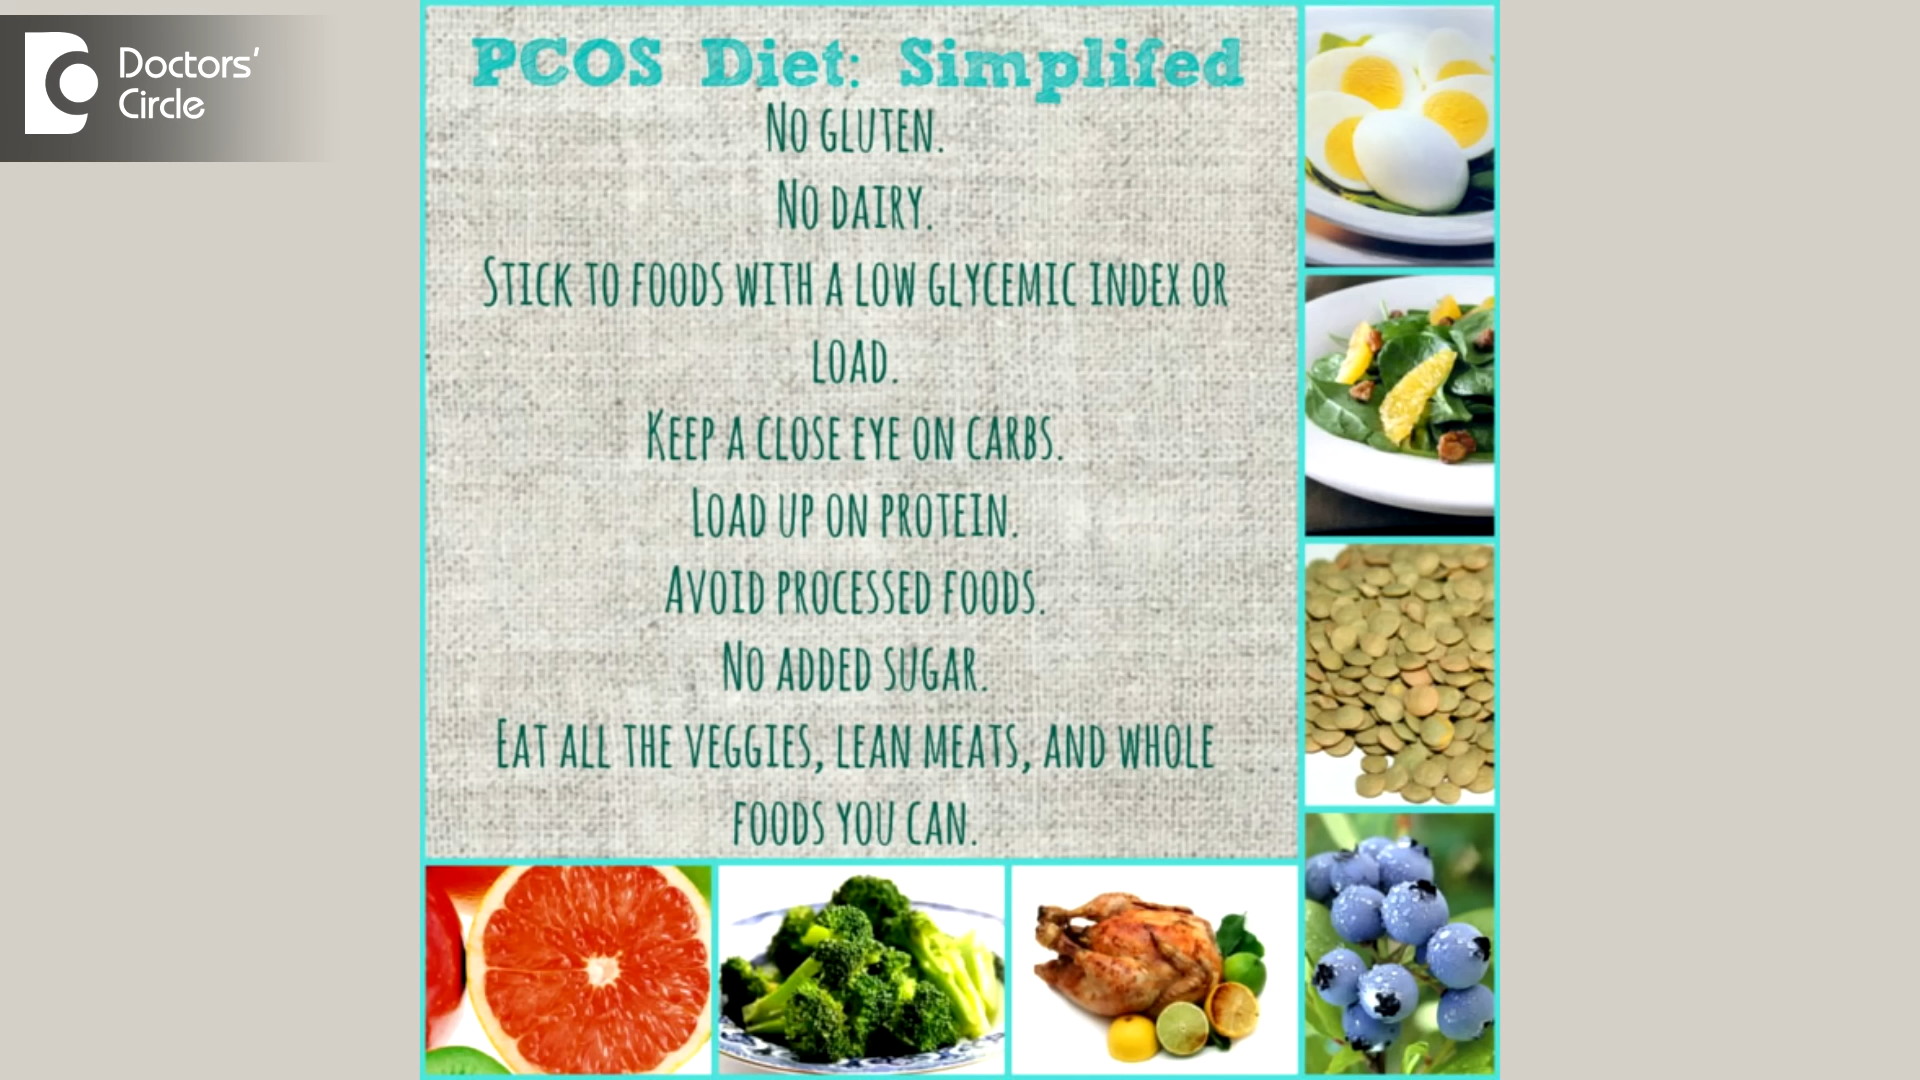 Doctors'
Circle
PCOS Diet: Simplifed
No gluten.
No dairy.
Stick to foods with a low glycemic index or
load.
Keep a close eye on carbs.
Load up on protein.
Avoid processed foods.
No added sugar.
Eat all the veggies, lean meats, and whole
foods you can.